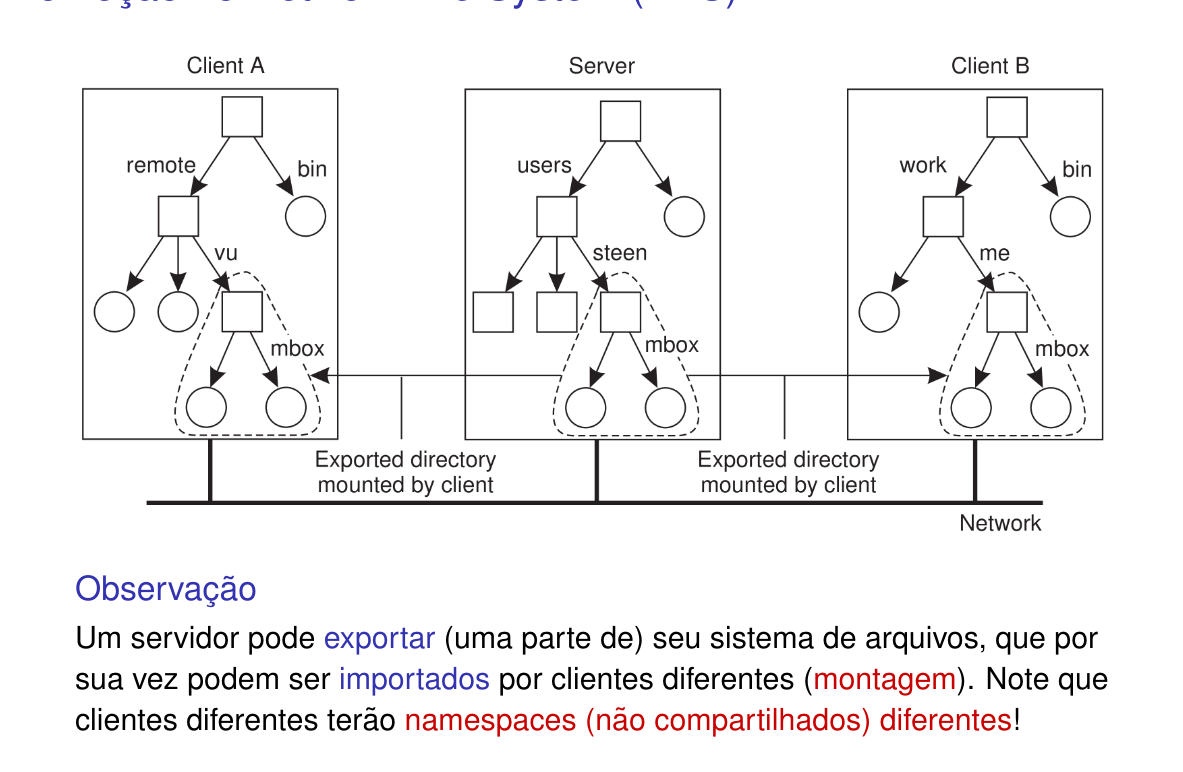 Client A
Server
Client B
remote
bin
users
work
bin
vu
steen
me
mbox
mbox
mbox
Exported directory
mounted by client
Exported directory
mounted by client
Network
Observação
Um servidor pode exportar (uma parte de) seu sistema de arquivos, que por
sua vez podem ser importados por clientes diferentes (montagem). Note que
clientes diferentes terão namespaces (não compartilhados) diferentes!